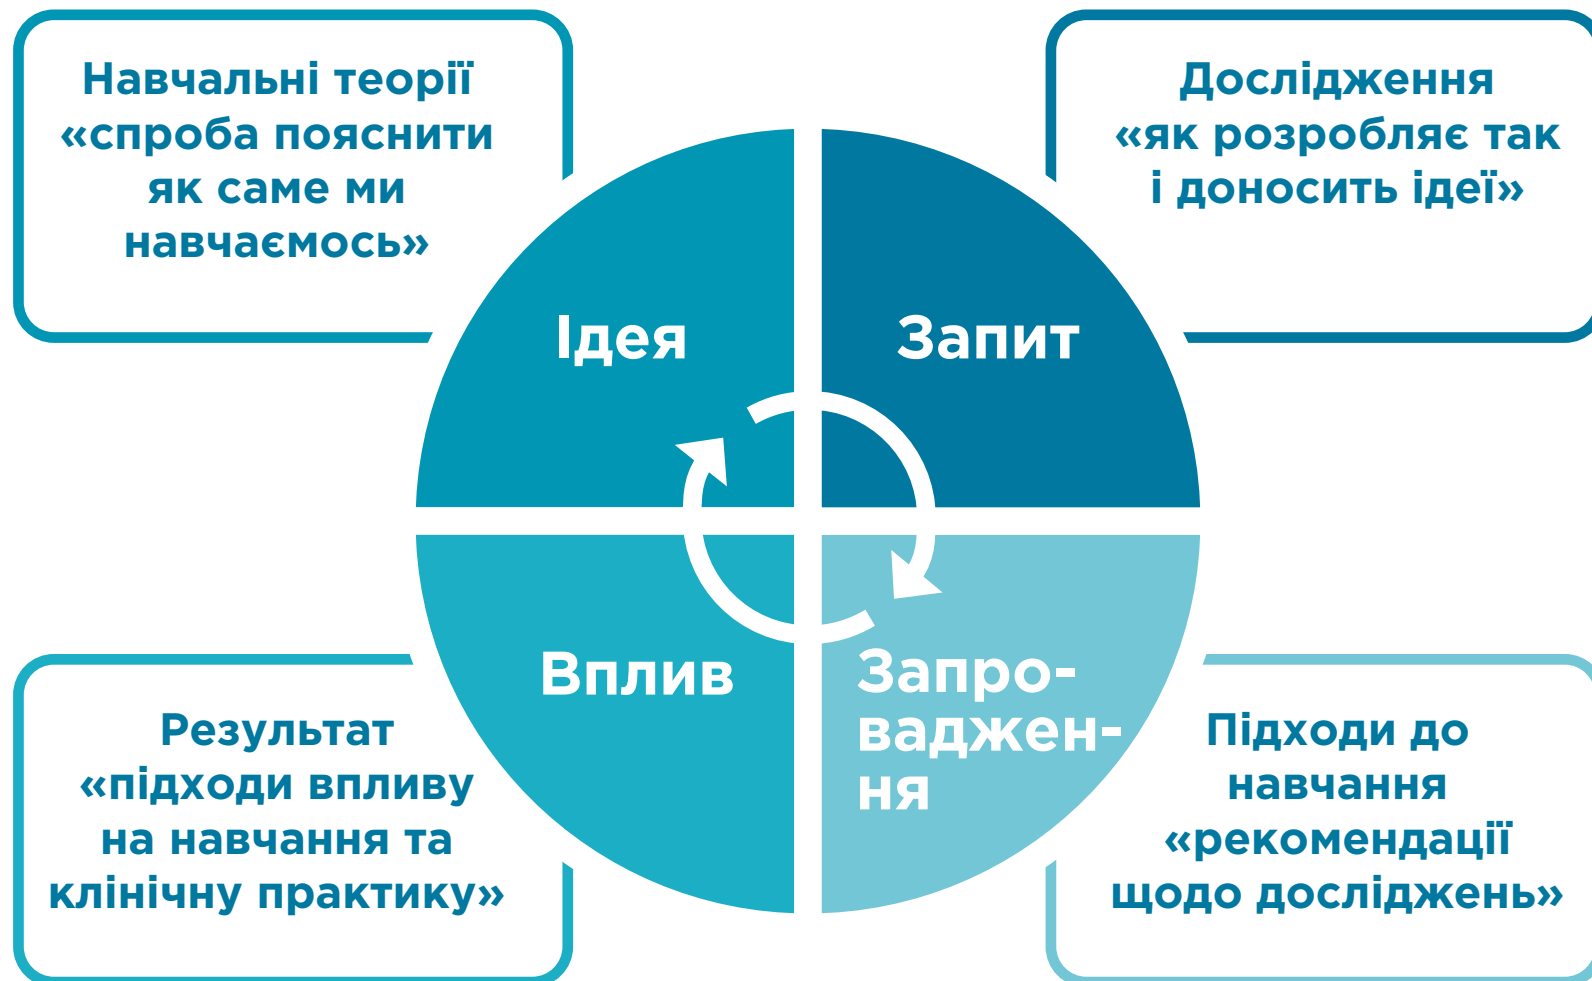 Навчальні теорії
«спроба пояснити
як саме ми
навчаємось»
Дослідження
«як розробляє так
і доносить ідеї»
Ідея
Запит
Вплив
Запро-
ваджен-
ня
Результат
«підходи впливу
на навчання та
клінічну практику»
Підходи до
навчання
«рекомендації
щодо досліджень»